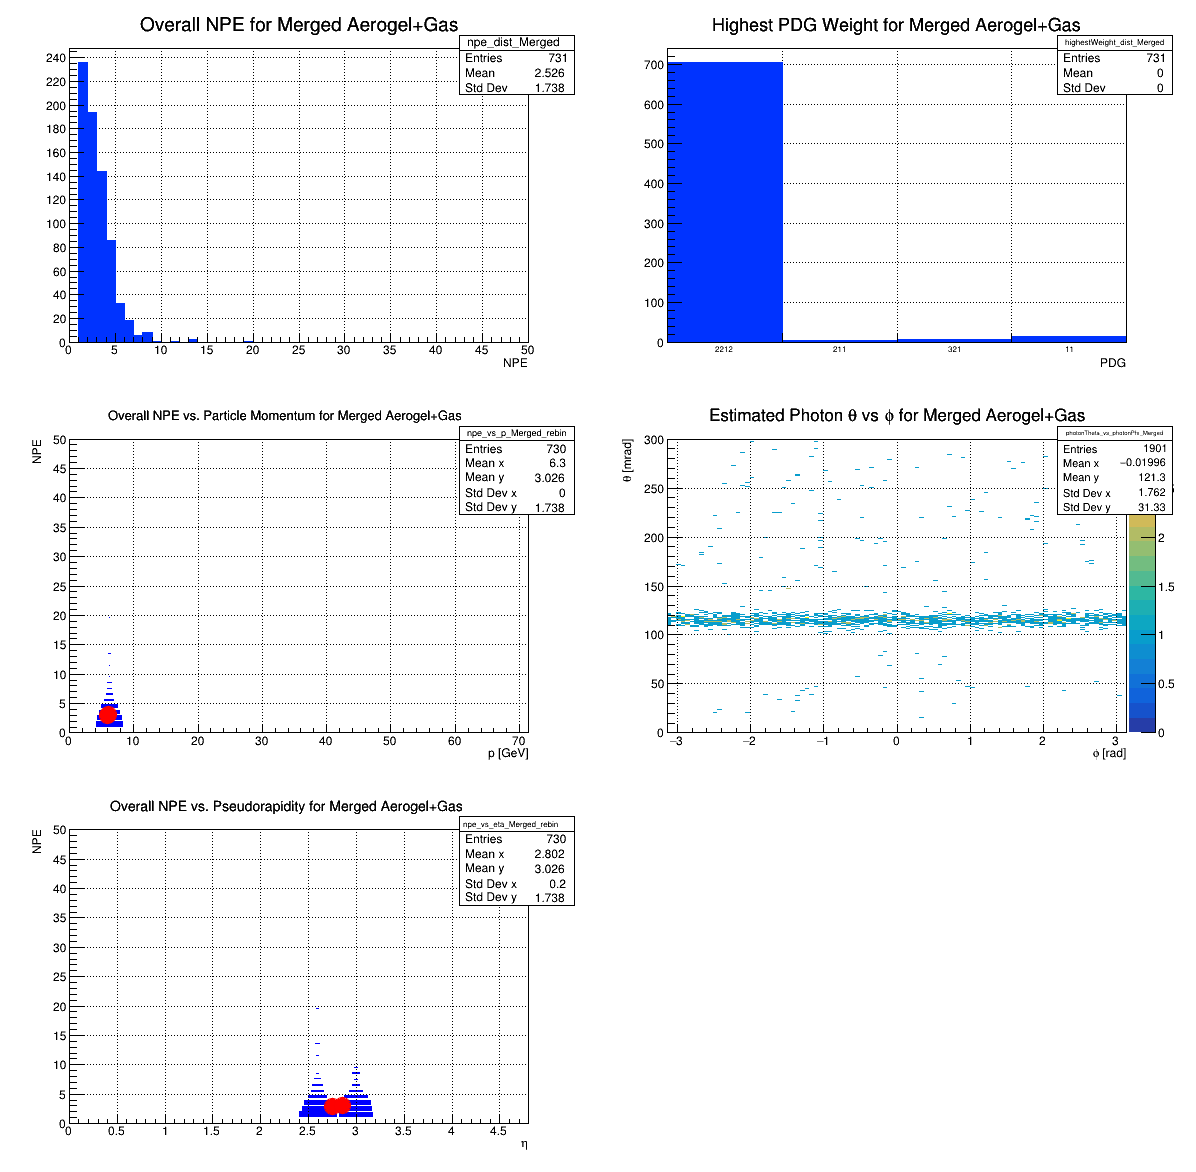 Overall NPE for Merged Aerogel+Gas
npe_dist_Merged
Entries 731
Mean 2.526
Std Dev 1.738
240
220
200
180
160
140
120
100
80
60
40
20
0
0 5 10 15 20 25 30 35 40 45 50
NPE
Highest PDG Weight for Merged Aerogel+Gas
highestWeight_dist_Merged
Entries 731
Mean 0
Std Dev 0
700
600
500
400
300
200
100
0
2212 211 321 11
PDG
Overall NPE vs. Particle Momentum for Merged Aerogel+Gas
npe_vs_p_Merged_rebin
Entries 730
Mean x 6.3
Mean y 3.026
Std Dev x 0
Std Dev y 1.738
NPE
50
45
40
35
30
25
20
15
10
5
0
0 10 20 30 40 50 60 70
p [GeV]
Estimated Photon θ vs ϕ for Merged Aerogel+Gas
photonTheta_vs_photonPhi_Merged
Entries 1901
Mean x −0.01996
Mean y 121.3
Std Dev x 1.762
Std Dev y 31.33
θ [mrad]
300
250
200
150
100
50
0
−3 −2 −1 0 1 2 3
ϕ [rad]
2
1.5
1
0.5
0
Overall NPE vs. Pseudorapidity for Merged Aerogel+Gas
npe_vs_eta_Merged_rebin
Entries 730
Mean x 2.802
Mean y 3.026
Std Dev x 0.2
Std Dev y 1.738
NPE
50
45
40
35
30
25
20
15
10
5
0
0 0.5 1 1.5 2 2.5 3 3.5 4 4.5
η